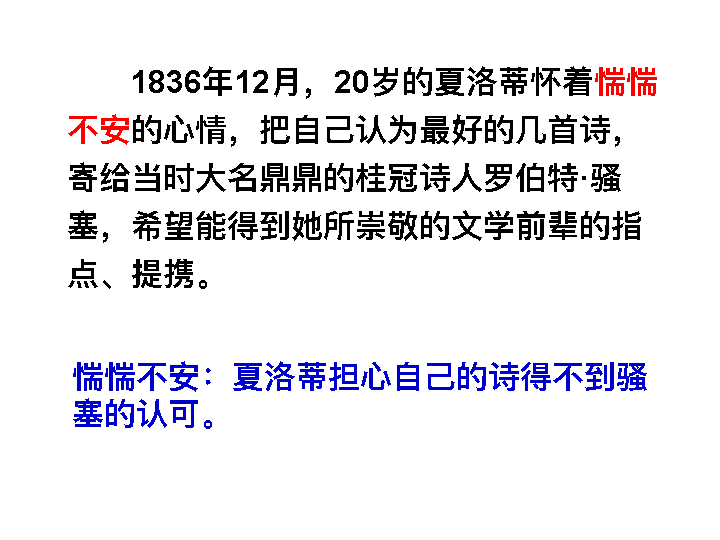 1836年12月，20岁的夏洛蒂怀着惴惴
不安的心情，把自己认为最好的几首诗，
寄给当时大名鼎鼎的桂冠诗人罗伯特·骚
塞，希望能得到她所崇敬的文学前辈的指
点、提携。
惴惴不安：夏洛蒂担心自己的诗得不到骚
塞的认可。